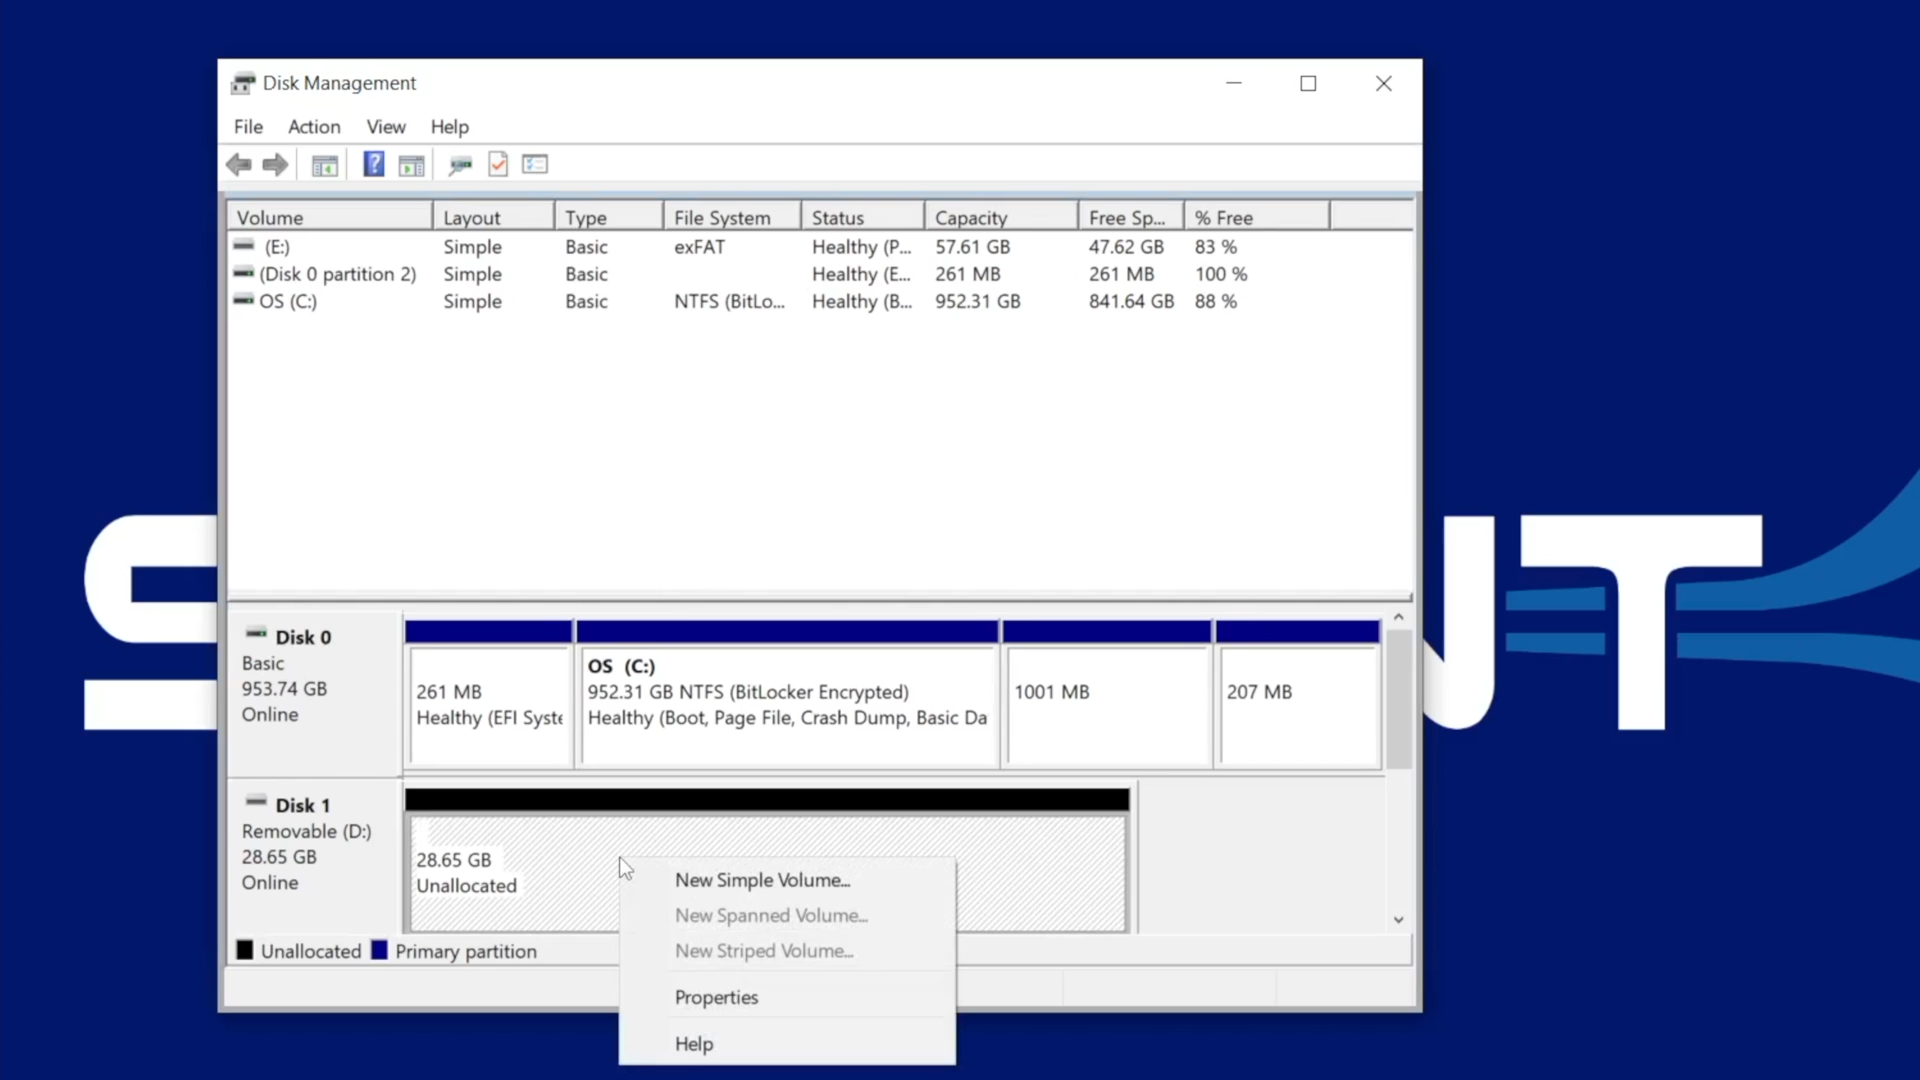 Disk Management
File Action View Help
Volume Layout Type File System Status Capacity Free Sp... % Free
(E:) Simple Basic exFAT Healthy (P... 57.61 GB 47.62 GB 83 %
(Disk 0 partition 2) Simple Basic Healthy (E... 261 MB 261 MB 100 %
OS (C:) Simple Basic NTFS (BitLo... Healthy (B... 952.31 GB 841.64 GB 88 %
Disk 0
Basic
953.74 GB
Online
261 MB
Healthy (EFI Syste
OS (C:)
952.31 GB NTFS (BitLocker Encrypted)
Healthy (Boot, Page File, Crash Dump, Basic Da
1001 MB
207 MB
Disk 1
Removable (D:)
28.65 GB
Online
28.65 GB
Unallocated
New Simple Volume...
New Spanned Volume...
New Striped Volume...
Properties
Help
Unallocated Primary partition